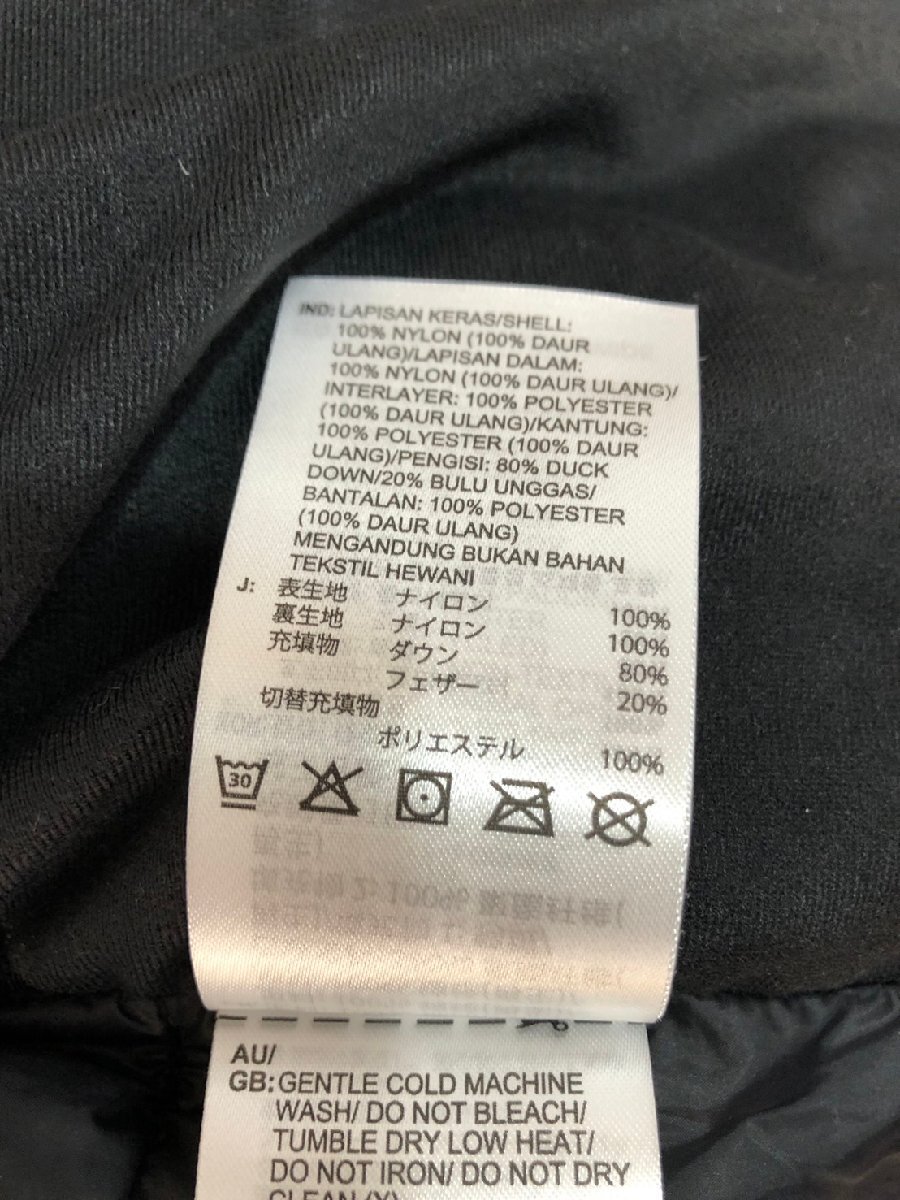 IND: LAPISAN KERAS/SHELL:
100% NYLON (100% DAUR
ULANG)/LAPISAN DALAM:
100% NYLON (100% DAUR ULANG)/
INTERLAYER: 100% POLYESTER
(100% DAUR ULANG)/KANTUNG:
100% POLYESTER (100% DAUR
ULANG)/PENGISI: 80% DUCK
DOWN/20% BULU UNGGAS/
BANTALAN: 100% POLYESTER
(100% DAUR ULANG)
MENGANDUNG BUKAN BAHAN
TEKSTIL HEWANI
J: 表生地 ナイロン 100%
裏生地 ナイロン 100%
充填物 ダウン 80%
フェザー 20%
切替充填物
ポリエステル 100%
30
AU/
GB: GENTLE COLD MACHINE
WASH/ DO NOT BLEACH/
TUMBLE DRY LOW HEAT/
DO NOT IRON/ DO NOT DRY
CLEAN (X)